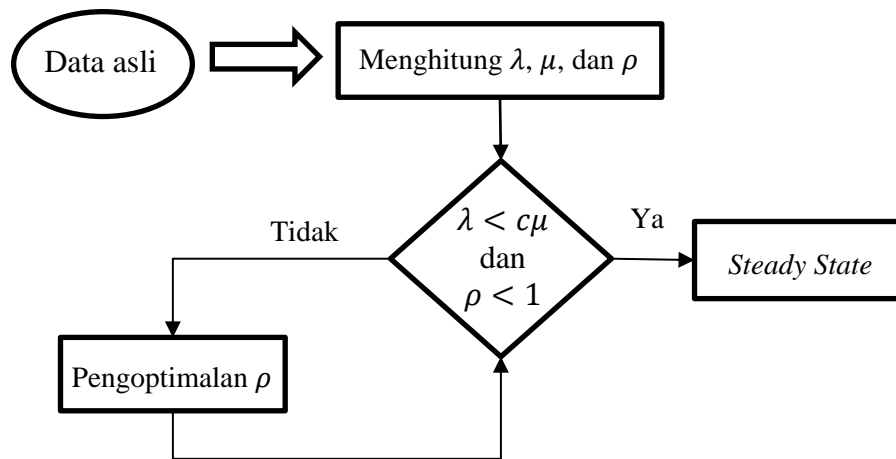 Data asli
Menghitung λ, μ, dan ρ
λ < cμ
dan
ρ < 1
Ya
Tidak
Steady State
Pengoptimalan ρ